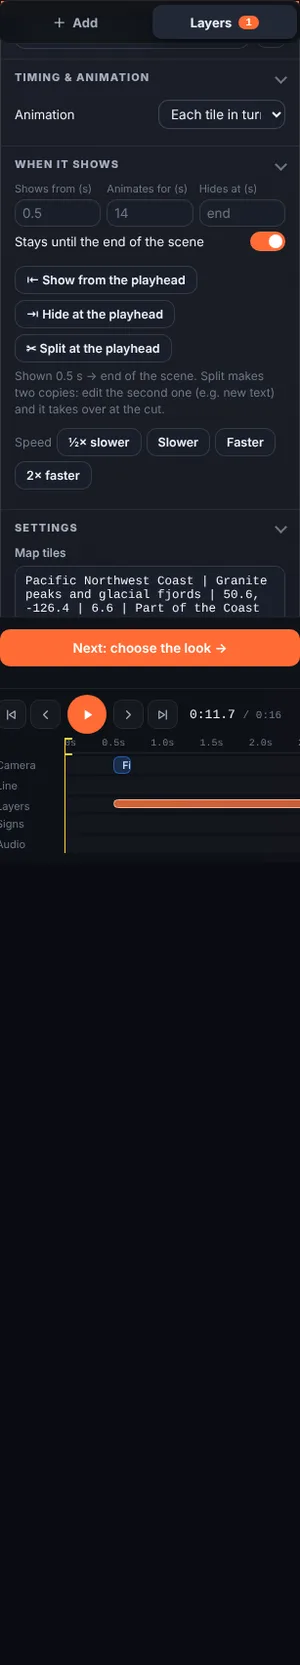 + Add
Layers 1
TIMING & ANIMATION
Animation
Each tile in turn
WHEN IT SHOWS
Shows from (s) Animates for (s) Hides at (s)
0.5 14 end
Stays until the end of the scene
⇤ Show from the playhead
⇥ Hide at the playhead
✂ Split at the playhead
Shown 0.5 s → end of the scene. Split makes
two copies: edit the second one (e.g. new text)
and it takes over at the cut.
Speed ½× slower Slower Faster
2× faster
SETTINGS
Map tiles
Pacific Northwest Coast | Granite
peaks and glacial fjords | 50.6,
-126.4 | 6.6 | Part of the Coast
Next: choose the look →
0:11.7 / 0:16
0.5s 1.0s 1.5s 2.0s
Camera
Line
Layers
Signs
Audio